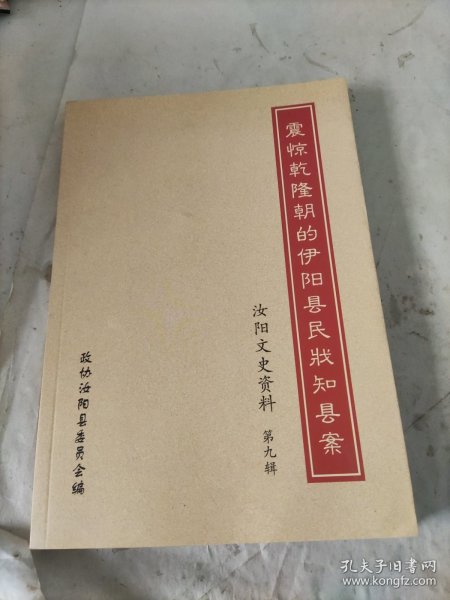 震惊乾隆朝的伊阳县民戕知县案
汝阳文史资料 第九辑
政协汝阳县委员会编
孔夫子旧书网
www.kongfz.com